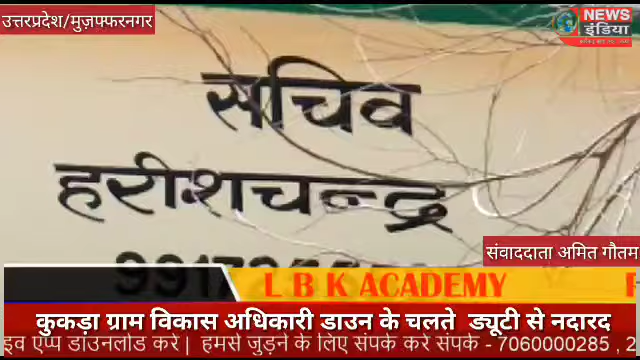 उत्तरप्रदेश/मुज़फ्फरनगर
NEWS
इंडिया
सचिव
हरीशचन्द्र
संवाददाता अमित गौतम
L B K ACADEMY
कुकड़ा ग्राम विकास अधिकारी डाउन के चलते ड्यूटी से नदारद
इव एप्प डाउनलोड करे | हमसे जुड़ने के लिए संपर्क करे संपर्क - 7060000285 ,